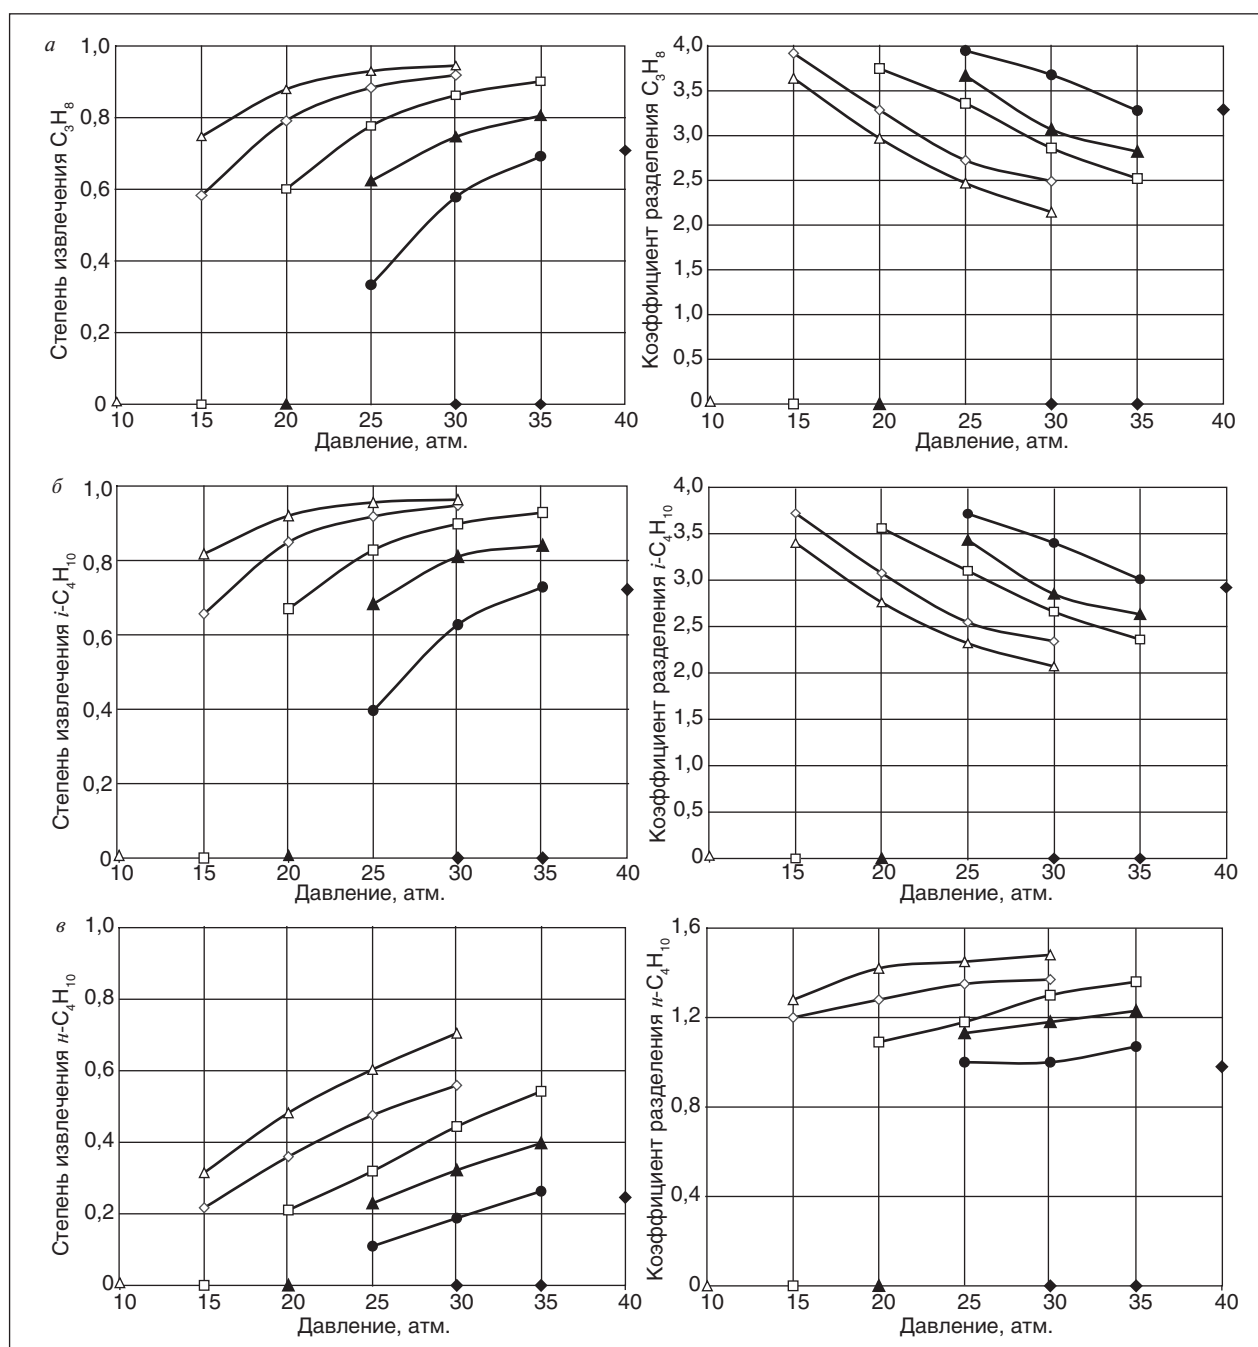 а
Степень извлечения C₃H₈
1,0
0,8
0,6
0,4
0,2
0
10 15 20 25 30 35 40
Давление, атм.
Коэффициент разделения C₃H₈
4,0
3,5
3,0
2,5
2,0
1,5
1,0
0,5
0
10 15 20 25 30 35 40
Давление, атм.
б
Степень извлечения i-C₄H₁₀
1,0
0,8
0,6
0,4
0,2
0
10 15 20 25 30 35 40
Давление, атм.
Коэффициент разделения i-C₄H₁₀
4,0
3,5
3,0
2,5
2,0
1,5
1,0
0,5
0
10 15 20 25 30 35 40
Давление, атм.
в
Степень извлечения н-C₄H₁₀
1,0
0,8
0,6
0,4
0,2
0
10 15 20 25 30 35 40
Давление, атм.
Коэффициент разделения н-C₄H₁₀
1,6
1,2
0,8
0,4
0
10 15 20 25 30 35 40
Давление, атм.